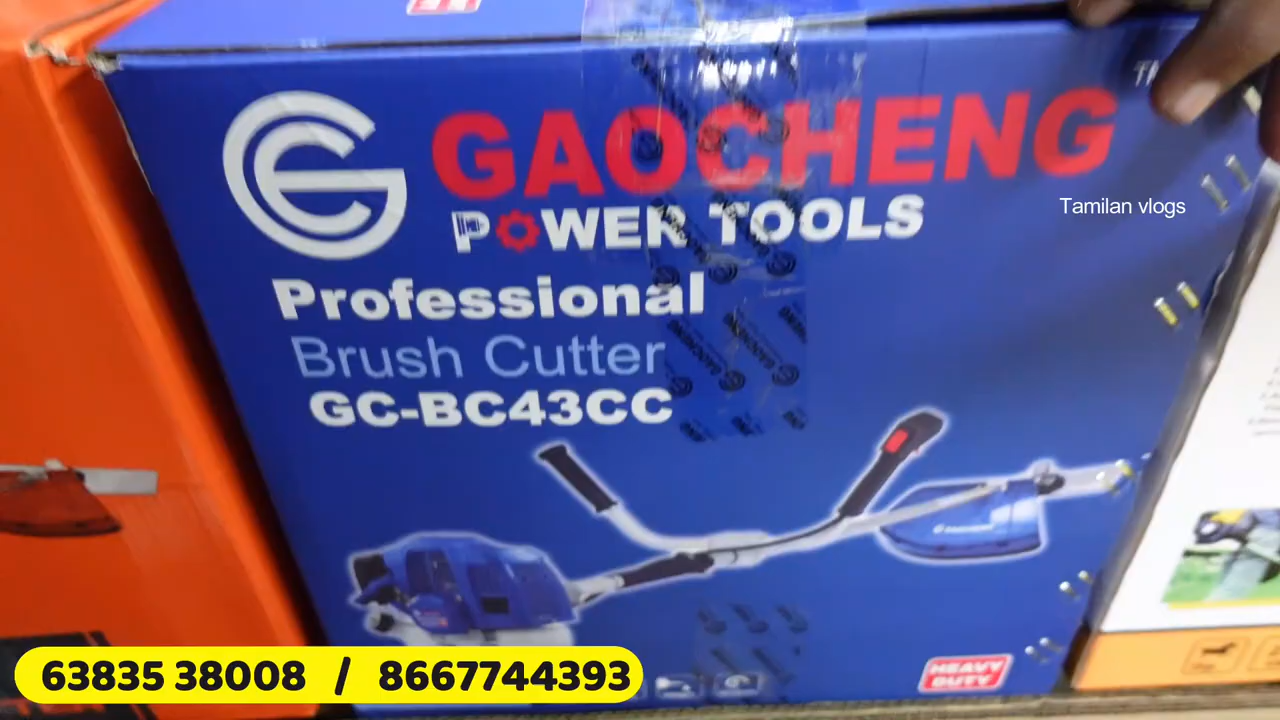 GAOCHENG
POWER TOOLS
Tamilan vlogs
Professional
Brush Cutter
GC-BC43CC
HEAVY
DUTY
63835 38008 / 8667744393